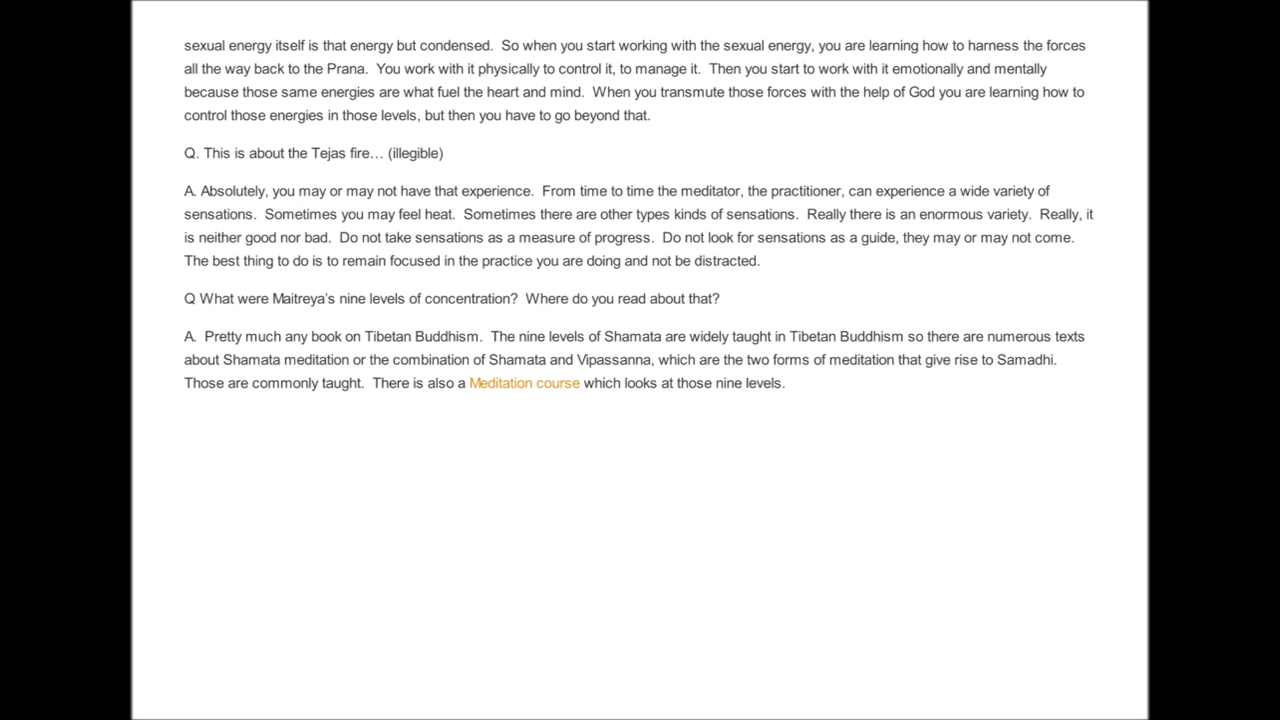 sexual energy itself is that energy but condensed.  So when you start working with the sexual energy, you are learning how to harness the forces
all the way back to the Prana.  You work with it physically to control it, to manage it.  Then you start to work with it emotionally and mentally
because those same energies are what fuel the heart and mind.  When you transmute those forces with the help of God you are learning how to
control those energies in those levels, but then you have to go beyond that.
Q. This is about the Tejas fire… (illegible)
A. Absolutely, you may or may not have that experience.  From time to time the meditator, the practitioner, can experience a wide variety of
sensations.  Sometimes you may feel heat.  Sometimes there are other types kinds of sensations.  Really there is an enormous variety.  Really, it
is neither good nor bad.  Do not take sensations as a measure of progress.  Do not look for sensations as a guide, they may or may not come.
The best thing to do is to remain focused in the practice you are doing and not be distracted.
Q What were Maitreya's nine levels of concentration?  Where do you read about that?
A.  Pretty much any book on Tibetan Buddhism.  The nine levels of Shamata are widely taught in Tibetan Buddhism so there are numerous texts
about Shamata meditation or the combination of Shamata and Vipassanna, which are the two forms of meditation that give rise to Samadhi.
Those are commonly taught.  There is also a Meditation course which looks at those nine levels.